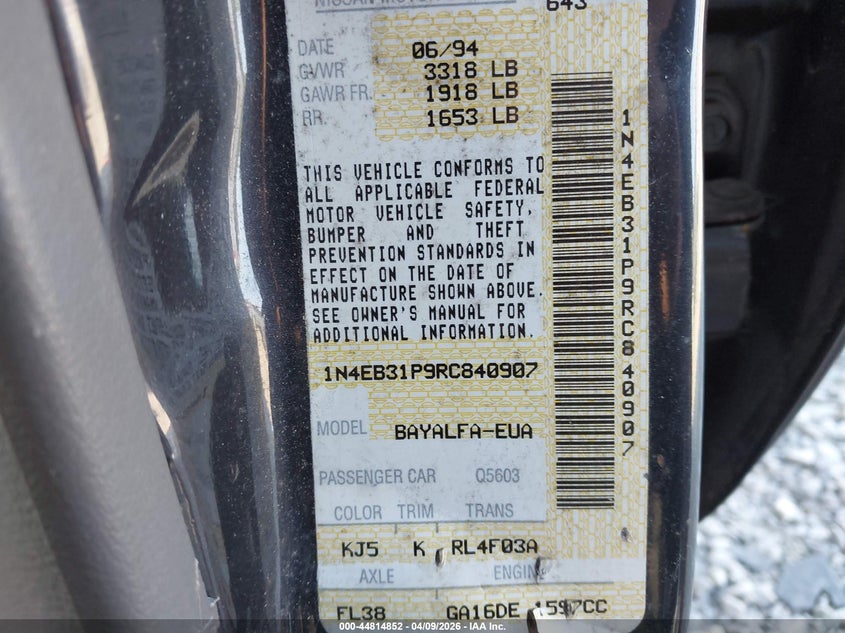 NISSAN MOTOR
643
DATE 06/94
GVWR 3318 LB
GAWR FR. 1918 LB
RR. 1653 LB
THIS VEHICLE CONFORMS TO
ALL APPLICABLE FEDERAL
MOTOR VEHICLE SAFETY,
BUMPER AND THEFT
PREVENTION STANDARDS IN
EFFECT ON THE DATE OF
MANUFACTURE SHOWN ABOVE.
SEE OWNER'S MANUAL FOR
ADDITIONAL INFORMATION.
1N4EB31P9RC840907
MODEL BAYALFA-EUA
PASSENGER CAR Q5603
COLOR TRIM TRANS
KJ5 K RL4F03A
AXLE ENGINE
FL38 GA16DE 1597CC
1N4EB31P9RC840907
000-44814852 - 04/09/2026 - IAA Inc.